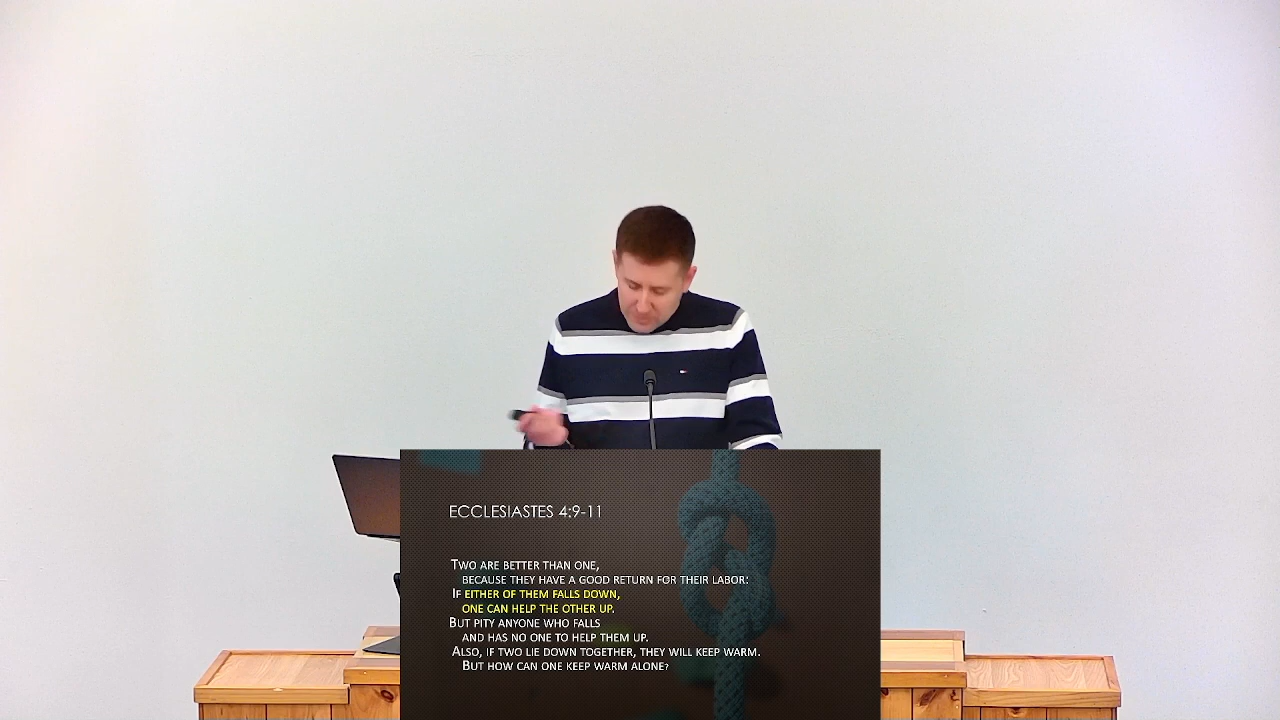 ECCLESIASTES 4:9-11
TWO ARE BETTER THAN ONE,
BECAUSE THEY HAVE A GOOD RETURN FOR THEIR LABOR:
IF EITHER OF THEM FALLS DOWN,
ONE CAN HELP THE OTHER UP.
BUT PITY ANYONE WHO FALLS
AND HAS NO ONE TO HELP THEM UP.
ALSO, IF TWO LIE DOWN TOGETHER, THEY WILL KEEP WARM.
BUT HOW CAN ONE KEEP WARM ALONE?